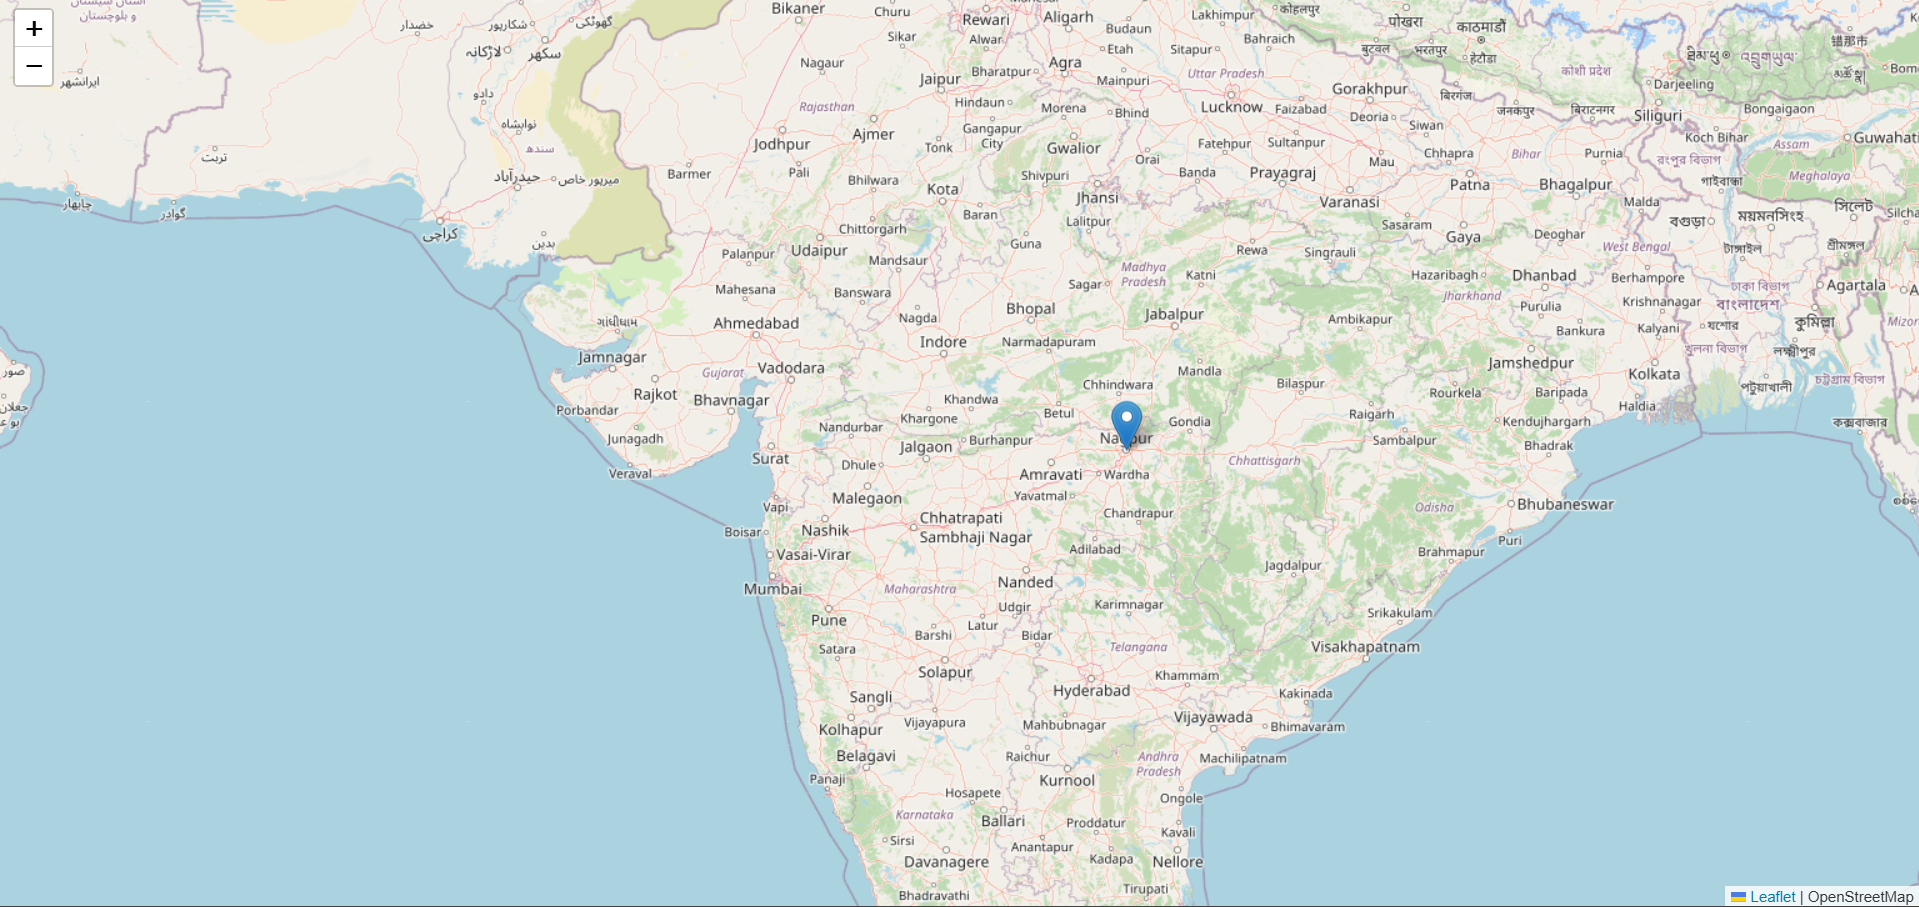 +
−
استان سیستان
و بلوچستان
ایرانشهر
چابهار
خضدار
شڪارپور
گھوٽڪي
لاڙڪاڻہ
سکھر
دادو
نوابشاہ
سندھ
تربت
حیدرآباد
میرپور خاص
گوادر
کراچی
بدین
صور
جعلان
Bikaner
Churu
Rewari
Aligarh
Lakhimpur
कोहलपुर
पोखरा
काठमाडौं
Sikar
Alwar
Etah
Budaun
Sitapur
Bahraich
बुटवल
भरतपुर
हेटौडा
कोशी प्रदेश
Nagaur
Jaipur
Bharatpur
Agra
Mainpuri
Uttar Pradesh
Gorakhpur
बिरगंज
जनकपुर
बिराटनगर
Darjeeling
Siliguri
Bongaigaon
Rajasthan
Hindaun
Morena
Bhind
Lucknow
Faizabad
Deoria
Siwan
Koch Bihar
Guwahati
Assam
Jodhpur
Ajmer
Tonk
Gangapur
City
Gwalior
Orai
Fatehpur
Sultanpur
Mau
Chhapra
Bihar
Purnia
রংপুর বিভাগ
Barmer
Pali
Bhilwara
Kota
Shivpuri
Jhansi
Banda
Prayagraj
Varanasi
Patna
Bhagalpur
গাইবান্ধা
Meghalaya
Chittorgarh
Baran
Lalitpur
Sasaram
Malda
বগুড়া
ময়মনসিংহ
সিলেট
Silcha
Palanpur
Udaipur
Mandsaur
Guna
Rewa
Singrauli
Gaya
Deoghar
West Bengal
টাঙ্গাইল
শ্রীমঙ্গল
Mahesana
Banswara
Sagar
Madhya
Pradesh
Katni
Hazaribagh
Dhanbad
Berhampore
ঢাকা বিভাগ
Agartala
ગાંધીધામ
Ahmedabad
Nagda
Bhopal
Jabalpur
Ambikapur
Jharkhand
Purulia
Krishnanagar
বাংলাদেশ
Jamnagar
Indore
Narmadapuram
Bankura
Kalyani
যশোর
কুমিল্লা
Mizor
Gujarat
Vadodara
Mandla
Jamshedpur
খুলনা বিভাগ
লক্ষ্মীপুর
Rajkot
Bhavnagar
Khandwa
Chhindwara
Bilaspur
Rourkela
Baripada
Kolkata
পটুয়াখালী
চট্টগ্রাম বিভাগ
Porbandar
Khargone
Betul
Gondia
Raigarh
Kendujhargarh
Haldia
কক্সবাজার
Junagadh
Nandurbar
Jalgaon
Burhanpur
Sambalpur
Bhadrak
Veraval
Surat
Dhule
Amravati
Wardha
Chhattisgarh
Vapi
Malegaon
Yavatmal
Chandrapur
Odisha
Bhubaneswar
Boisar
Nashik
Chhatrapati
Sambhaji Nagar
Puri
Vasai-Virar
Adilabad
Jagdalpur
Brahmapur
Mumbai
Maharashtra
Nanded
Pune
Udgir
Karimnagar
Srikakulam
Satara
Barshi
Latur
Bidar
Telangana
Visakhapatnam
Solapur
Sangli
Hyderabad
Khammam
Kakinada
Kolhapur
Vijayapura
Mahbubnagar
Vijayawada
Bhimavaram
Belagavi
Raichur
Andhra
Pradesh
Machilipatnam
Panaji
Kurnool
Hosapete
Ongole
Karnataka
Ballari
Proddatur
Kavali
Sirsi
Anantapur
Davanagere
Kadapa
Nellore
Bhadravathi
Tirupati
Leaflet | OpenStreetMap